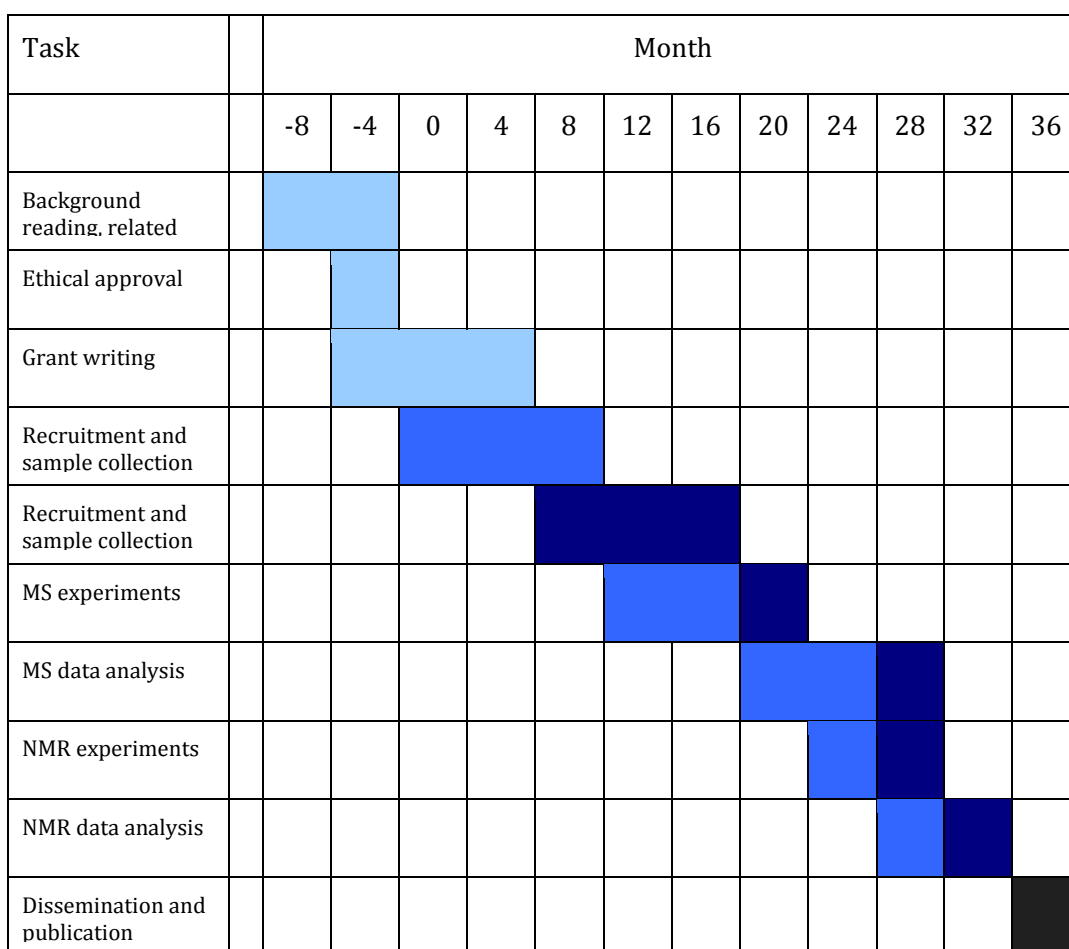 Task Month
-8 -4 0 4 8 12 16 20 24 28 32 36
Background
reading, related
Ethical approval
Grant writing
Recruitment and
sample collection
Recruitment and
sample collection
MS experiments
MS data analysis
NMR experiments
NMR data analysis
Dissemination and
publication